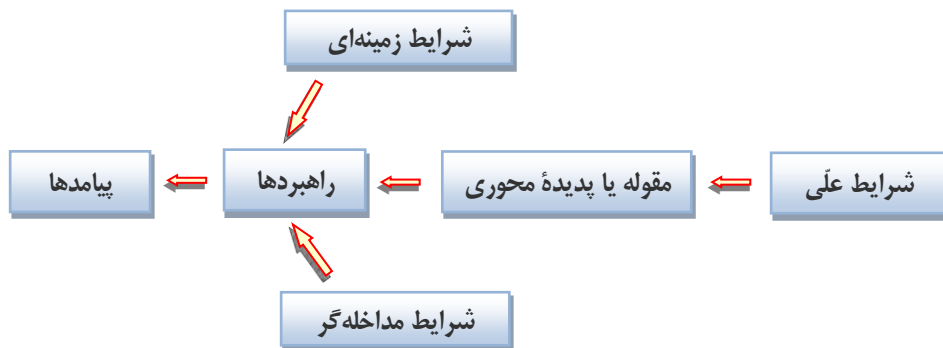 شرایط زمینه‌ای
شرایط علّی
مقوله یا پدیدهٔ محوری
راهبردها
پیامدها
شرایط مداخله‌گر